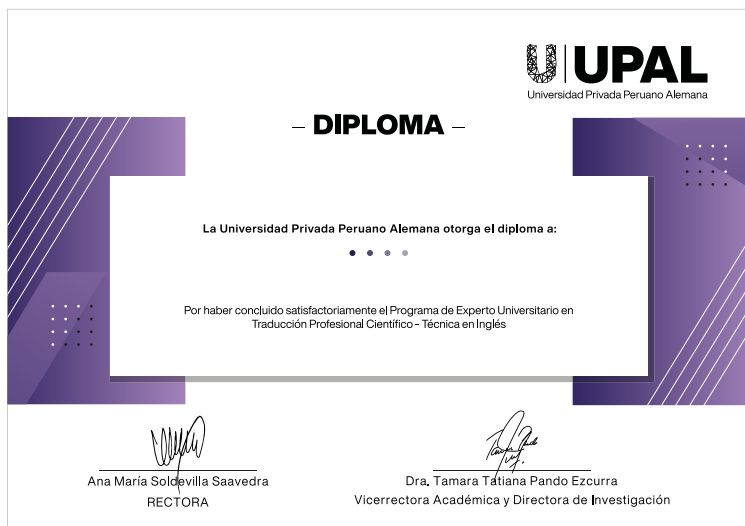 UPAL
Universidad Privada Peruano Alemana
– DIPLOMA –
La Universidad Privada Peruano Alemana otorga el diploma a:
Por haber concluido satisfactoriamente el Programa de Experto Universitario en
Traducción Profesional Científico - Técnica en Inglés
Ana María Soldevilla Saavedra
RECTORA
Dra. Tamara Tatiana Pando Ezcurra
Vicerrectora Académica y Directora de Investigación